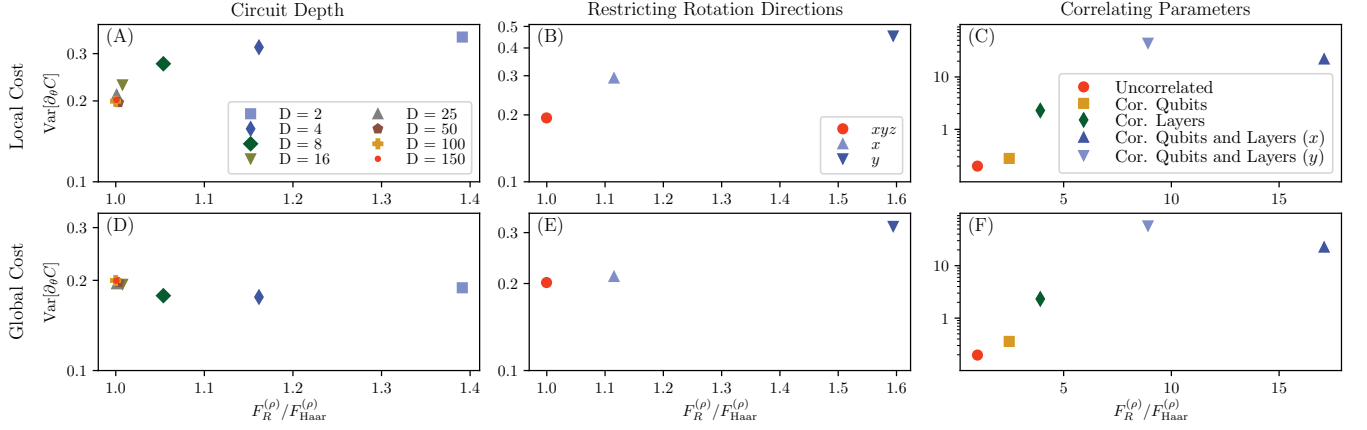 Circuit Depth
Restricting Rotation Directions
Correlating Parameters
Local Cost
Var[∂θC]
(A)
0.3
0.2
0.1
D = 2
D = 4
D = 8
D = 16
D = 25
D = 50
D = 100
D = 150
1.0 1.1 1.2 1.3 1.4
(B)
0.5
0.4
0.3
0.2
0.1
xyz
x
y
1.0 1.1 1.2 1.3 1.4 1.5 1.6
(C)
10
1
Uncorrelated
Cor. Qubits
Cor. Layers
Cor. Qubits and Layers (x)
Cor. Qubits and Layers (y)
5 10 15
Global Cost
Var[∂θC]
(D)
0.3
0.2
0.1
1.0 1.1 1.2 1.3 1.4
F_R^(ρ)/F_Haar^(ρ)
(E)
0.3
0.2
0.1
1.0 1.1 1.2 1.3 1.4 1.5 1.6
F_R^(ρ)/F_Haar^(ρ)
(F)
10
1
5 10 15
F_R^(ρ)/F_Haar^(ρ)